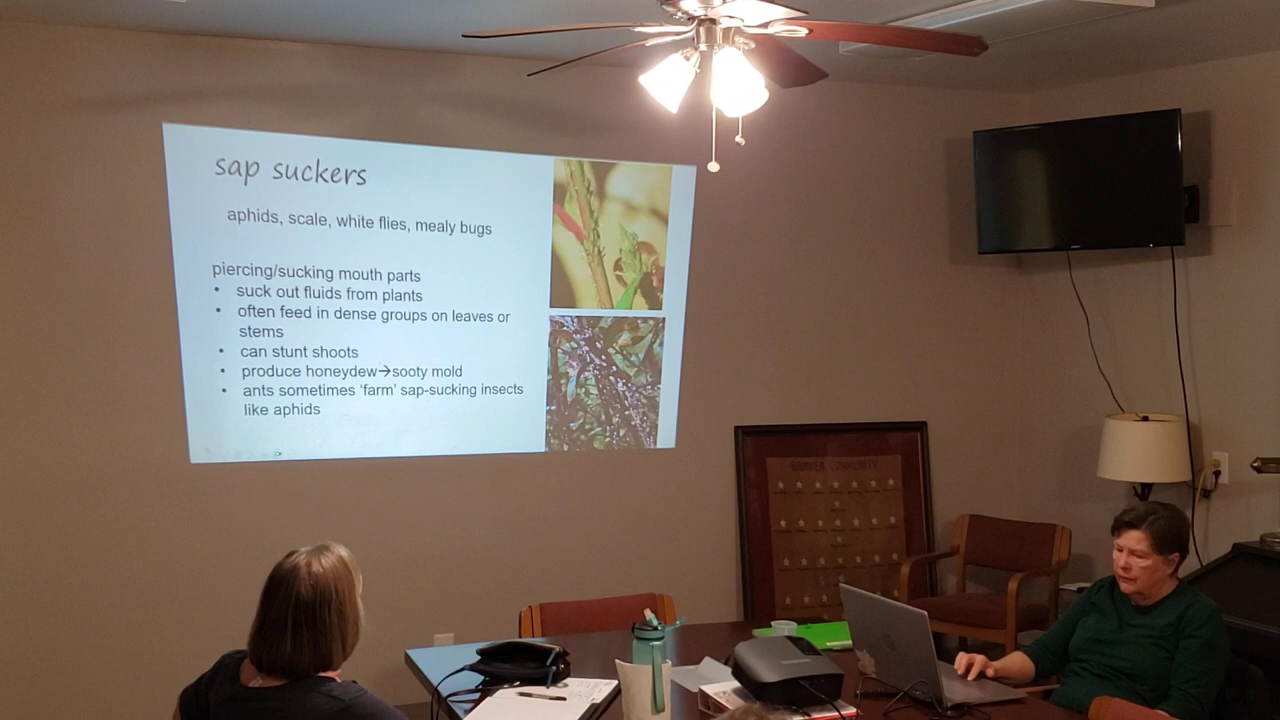 sap suckers
aphids, scale, white flies, mealy bugs
piercing/sucking mouth parts
• suck out fluids from plants
• often feed in dense groups on leaves or
stems
• can stunt shoots
• produce honeydew→sooty mold
• ants sometimes ‘farm’ sap-sucking insects
like aphids
COMMUNITY